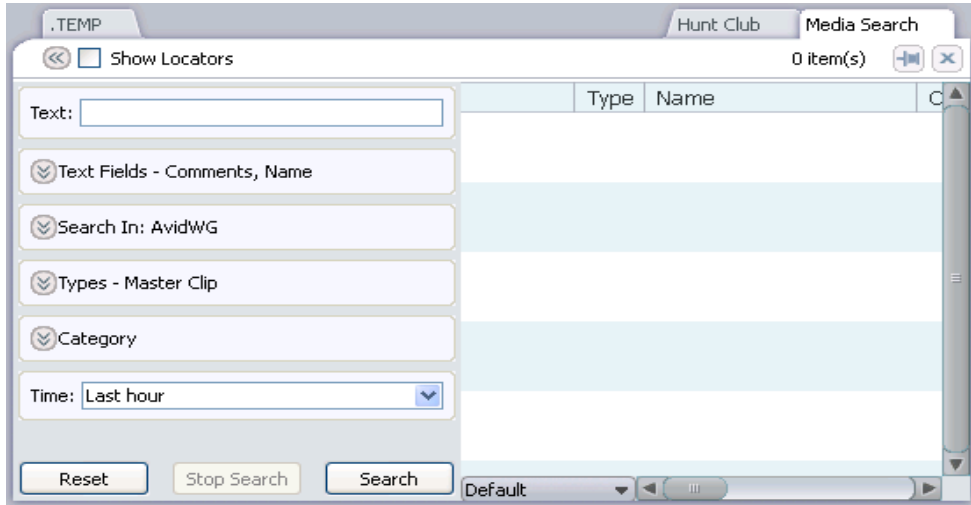 .TEMP
Hunt Club
Media Search
Show Locators
0 item(s)
Text:
Type
Name
C
Text Fields - Comments, Name
Search In: AvidWG
Types - Master Clip
Category
Time: Last hour
Reset
Stop Search
Search
Default